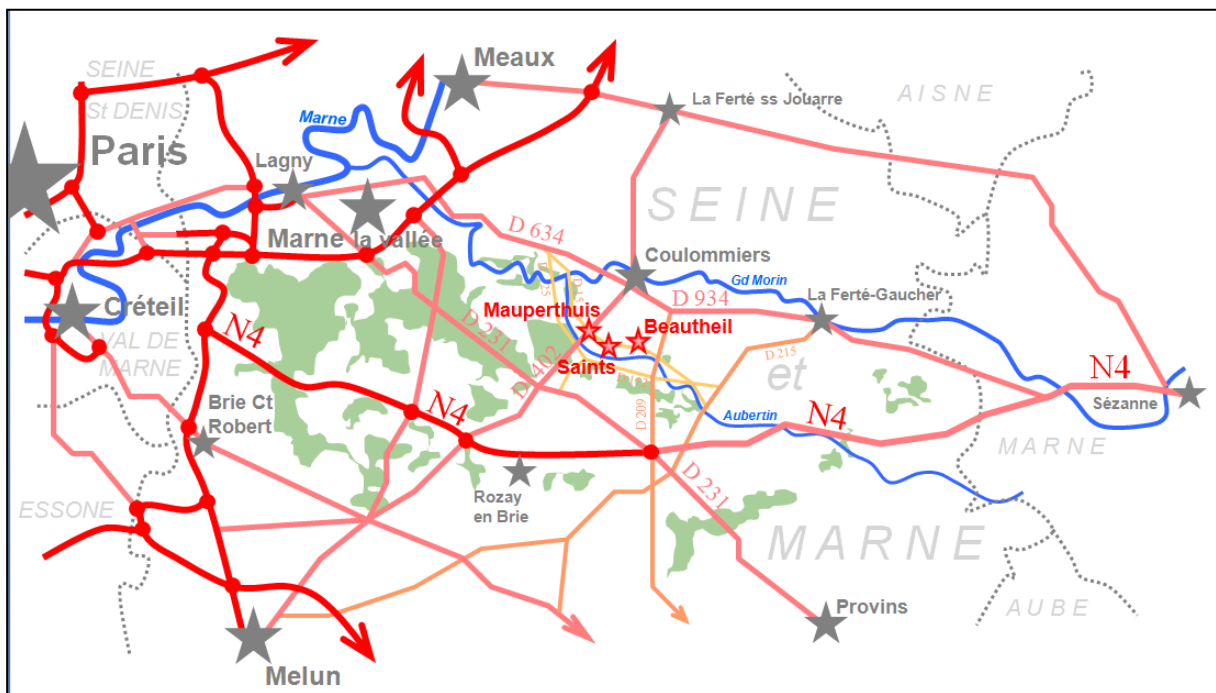 SEINE
St DENIS
Paris
Marne
Meaux
La Ferté ss Jouarre
AISNE
Lagny
SEINE
Marne la vallée
D 634
Coulommiers
Gd Morin
D 934
La Ferté-Gaucher
Créteil
VAL DE
MARNE
N4
D 231
Mauperthuis
Beautheil
Saints
D 402
D 215
et
D 209
N4
Aubertin
N4
N4
Sézanne
Brie Ct
Robert
MARNE
Rozay
en Brie
D 231
ESSONE
MARNE
Provins
AUBE
Melun